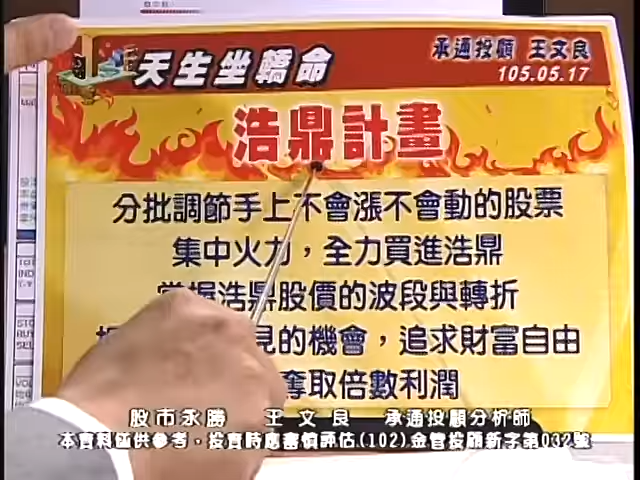 天生坐轎命
承通投顧 王文良
105.05.17
浩鼎計畫
分批調節手上不會漲不會動的股票
集中火力，全力買進浩鼎
掌握浩鼎股價的波段與轉折
見的機會，追求財富自由
奪取倍數利潤
股市永勝 王文良 承通投顧分析師
本資料僅供參考，投資時應審慎評估(102)金管投顧新字第032號